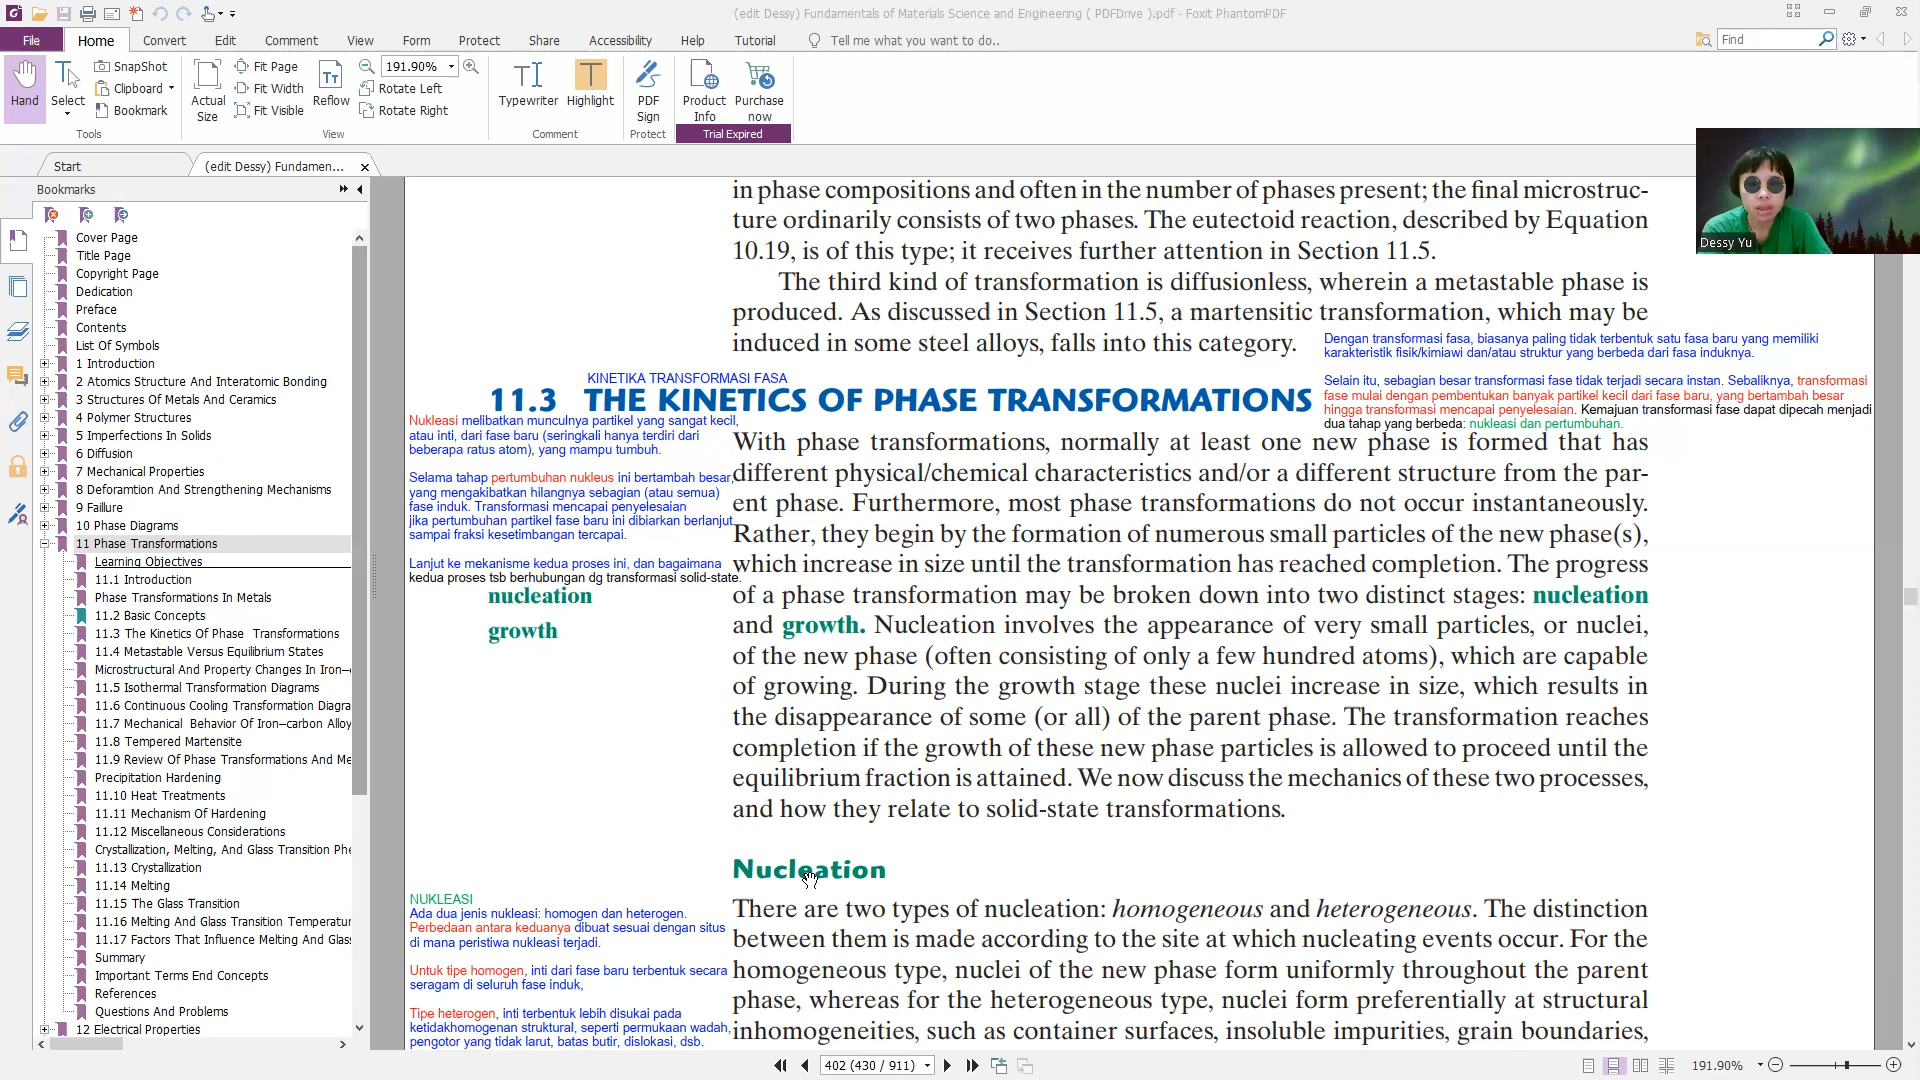 (edit Dessy) Fundamentals of Materials Science and Engineering ( PDFDrive ).pdf - Foxit PhantomPDF
File
Home
Convert
Edit
Comment
View
Form
Protect
Share
Accessibility
Help
Tutorial
Tell me what you want to do..
Find
Hand
Select
SnapShot
Clipboard
Bookmark
Tools
Actual Size
Fit Page
Fit Width
Fit Visible
Reflow
191.90%
Rotate Left
Rotate Right
View
Typewriter
Highlight
Comment
PDF Sign
Protect
Product Info
Purchase now
Trial Expired
Start
(edit Dessy) Fundamen...
Bookmarks
Cover Page
Title Page
Copyright Page
Dedication
Preface
Contents
List Of Symbols
1 Introduction
2 Atomics Structure And Interatomic Bonding
3 Structures Of Metals And Ceramics
4 Polymer Structures
5 Imperfections In Solids
6 Diffusion
7 Mechanical Properties
8 Deforamtion And Strengthening Mechanisms
9 Failure
10 Phase Diagrams
11 Phase Transformations
Learning Objectives
11.1 Introduction
Phase Transformations In Metals
11.2 Basic Concepts
11.3 The Kinetics Of Phase Transformations
11.4 Metastable Versus Equilibrium States
Microstructural And Property Changes In Iron—
11.5 Isothermal Transformation Diagrams
11.6 Continuous Cooling Transformation Diagra
11.7 Mechanical Behavior Of Iron—carbon Alloy
11.8 Tempered Martensite
11.9 Review Of Phase Transformations And Me
Precipitation Hardening
11.10 Heat Treatments
11.11 Mechanism Of Hardening
11.12 Miscellaneous Considerations
Crystallization, Melting, And Glass Transition Phe
11.13 Crystallization
11.14 Melting
11.15 The Glass Transition
11.16 Melting And Glass Transition Temperatur
11.17 Factors That Influence Melting And Glass
Summary
Important Terms End Concepts
References
Questions And Problems
12 Electrical Properties
in phase compositions and often in the number of phases present; the final microstruc-
ture ordinarily consists of two phases. The eutectoid reaction, described by Equation
10.19, is of this type; it receives further attention in Section 11.5.
The third kind of transformation is diffusionless, wherein a metastable phase is
produced. As discussed in Section 11.5, a martensitic transformation, which may be
induced in some steel alloys, falls into this category.
Dengan transformasi fasa, biasanya paling tidak terbentuk satu fasa baru yang memiliki
karakteristik fisik/kimiawi dan/atau struktur yang berbeda dari fasa induknya.
Selain itu, sebagian besar transformasi fase tidak terjadi secara instan. Sebaliknya, transformasi
fase mulai dengan pembentukan banyak partikel kecil dari fase baru, yang bertambah besar
hingga transformasi mencapai penyelesaian. Kemajuan transformasi fase dapat dipecah menjadi
dua tahap yang berbeda: nukleasi dan pertumbuhan.
KINETIKA TRANSFORMASI FASA
11.3 THE KINETICS OF PHASE TRANSFORMATIONS
Nukleasi melibatkan munculnya partikel yang sangat kecil,
atau inti, dari fase baru (seringkali hanya terdiri dari
beberapa ratus atom), yang mampu tumbuh.
Selama tahap pertumbuhan nukleus ini bertambah besar,
yang mengakibatkan hilangnya sebagian (atau semua)
fase induk. Transformasi mencapai penyelesaian
jika pertumbuhan partikel fase baru ini dibiarkan berlanjut
sampai fraksi kesetimbangan tercapai.
Lanjut ke mekanisme kedua proses ini, dan bagaimana
kedua proses tsb berhubungan dg transformasi solid-state.
nucleation
growth
With phase transformations, normally at least one new phase is formed that has
different physical/chemical characteristics and/or a different structure from the par-
ent phase. Furthermore, most phase transformations do not occur instantaneously.
Rather, they begin by the formation of numerous small particles of the new phase(s),
which increase in size until the transformation has reached completion. The progress
of a phase transformation may be broken down into two distinct stages: nucleation
and growth. Nucleation involves the appearance of very small particles, or nuclei,
of the new phase (often consisting of only a few hundred atoms), which are capable
of growing. During the growth stage these nuclei increase in size, which results in
the disappearance of some (or all) of the parent phase. The transformation reaches
completion if the growth of these new phase particles is allowed to proceed until the
equilibrium fraction is attained. We now discuss the mechanics of these two processes,
and how they relate to solid-state transformations.
Nucleation
NUKLEASI
Ada dua jenis nukleasi: homogen dan heterogen.
Perbedaan antara keduanya dibuat sesuai dengan situs
di mana peristiwa nukleasi terjadi.
Untuk tipe homogen, inti dari fase baru terbentuk secara
seragam di seluruh fase induk,
Tipe heterogen, inti terbentuk lebih disukai pada
ketidakhomogenan struktural, seperti permukaan wadah,
pengotor yang tidak larut, batas butir, dislokasi, dsb.
There are two types of nucleation: homogeneous and heterogeneous. The distinction
between them is made according to the site at which nucleating events occur. For the
homogeneous type, nuclei of the new phase form uniformly throughout the parent
phase, whereas for the heterogeneous type, nuclei form preferentially at structural
inhomogeneities, such as container surfaces, insoluble impurities, grain boundaries,
Dessy Yu
402 (430 / 911)
191.90%